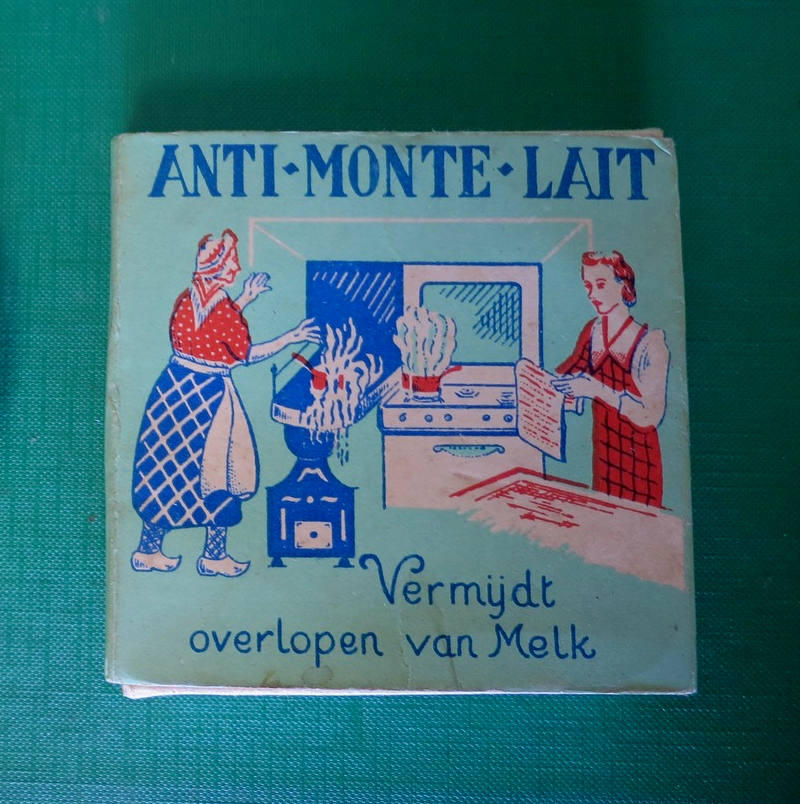 ANTI·MONTE·LAIT
Vermijdt
overlopen van Melk